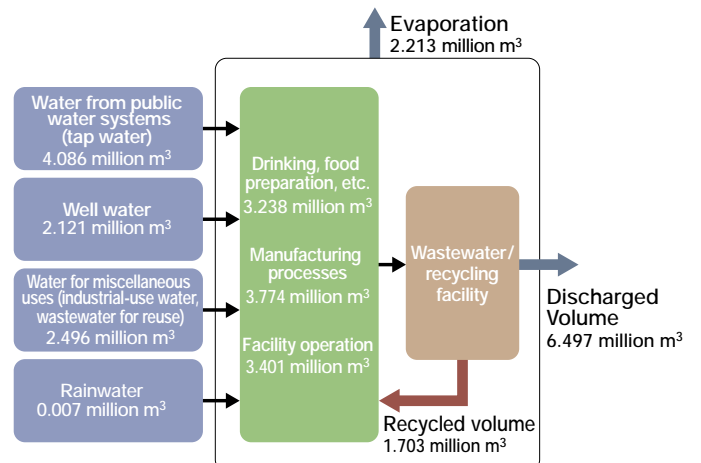 Evaporation
2.213 million m³
Water from public
water systems
(tap water)
4.086 million m³
Well water
2.121 million m³
Water for miscellaneous
uses (industrial-use water,
wastewater for reuse)
2.496 million m³
Rainwater
0.007 million m³
Drinking, food
preparation, etc.
3.238 million m³
Manufacturing
processes
3.774 million m³
Facility operation
3.401 million m³
Wastewater/
recycling
facility
Discharged
Volume
6.497 million m³
Recycled volume
1.703 million m³